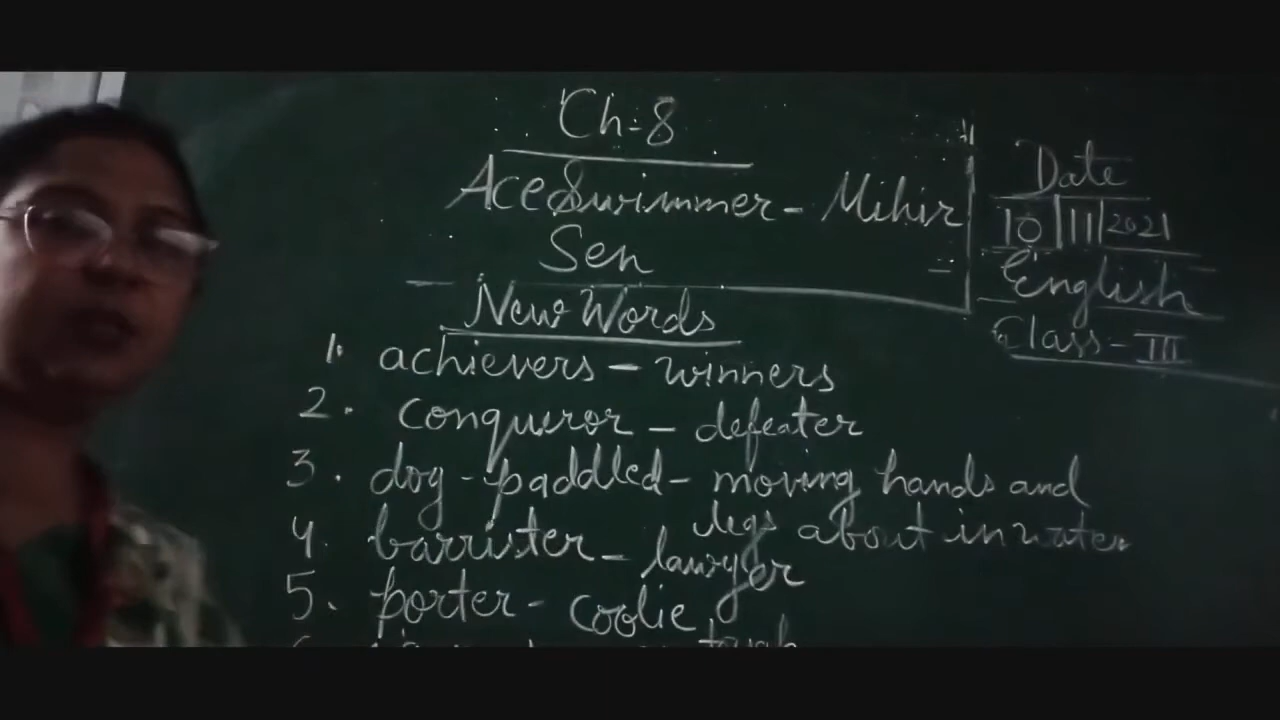 Ch-8
Ace Swimmer - Mihir
Sen
Date
10|11|2021
English
Class - III
New Words
1. achievers - winners
2. conqueror - defeater
3. dog-paddled - moving hands and
legs about in water
4. barrister - lawyer
5. porter - coolie
tough